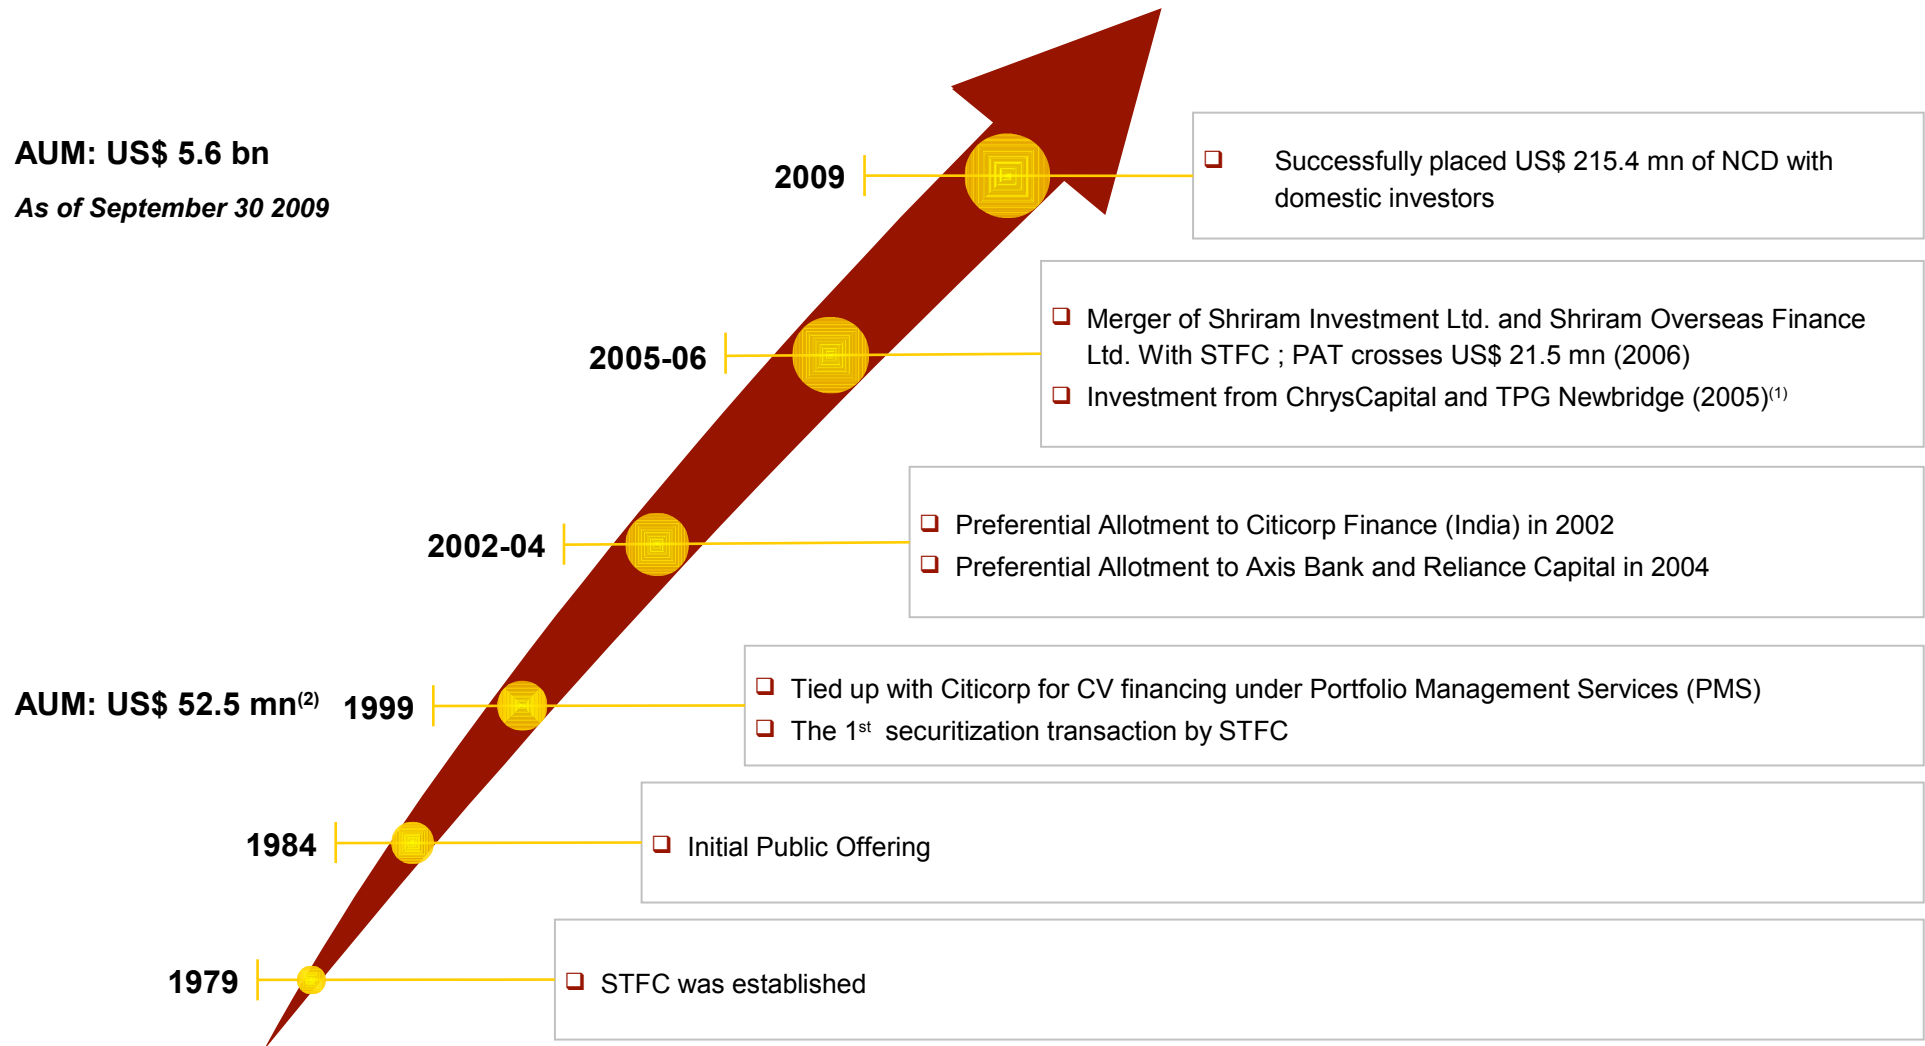 AUM: US$ 5.6 bn
As of September 30 2009
2009
Successfully placed US$ 215.4 mn of NCD with
domestic investors
2005-06
Merger of Shriram Investment Ltd. and Shriram Overseas Finance
Ltd. With STFC ; PAT crosses US$ 21.5 mn (2006)
Investment from ChrysCapital and TPG Newbridge (2005)(1)
2002-04
Preferential Allotment to Citicorp Finance (India) in 2002
Preferential Allotment to Axis Bank and Reliance Capital in 2004
AUM: US$ 52.5 mn(2)
1999
Tied up with Citicorp for CV financing under Portfolio Management Services (PMS)
The 1st securitization transaction by STFC
1984
Initial Public Offering
1979
STFC was established